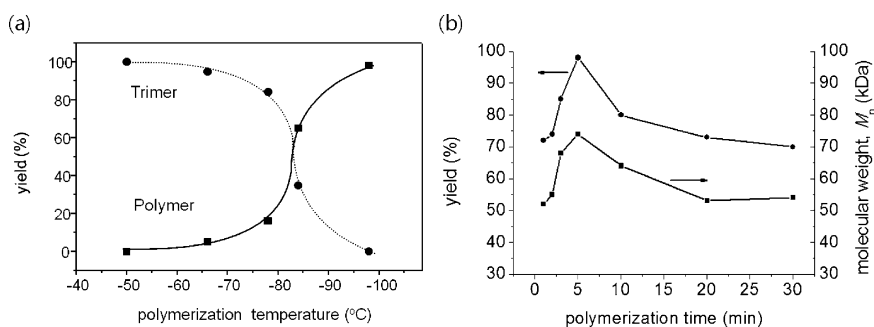 (a)
100
80
60
40
20
0
yield (%)
Trimer
Polymer
-40 -50 -60 -70 -80 -90 -100
polymerization temperature (°C)
(b)
100
90
80
70
60
50
40
30
yield (%)
100
90
80
70
60
50
40
30
molecular weight, Mn (kDa)
0 5 10 15 20 25 30
polymerization time (min)